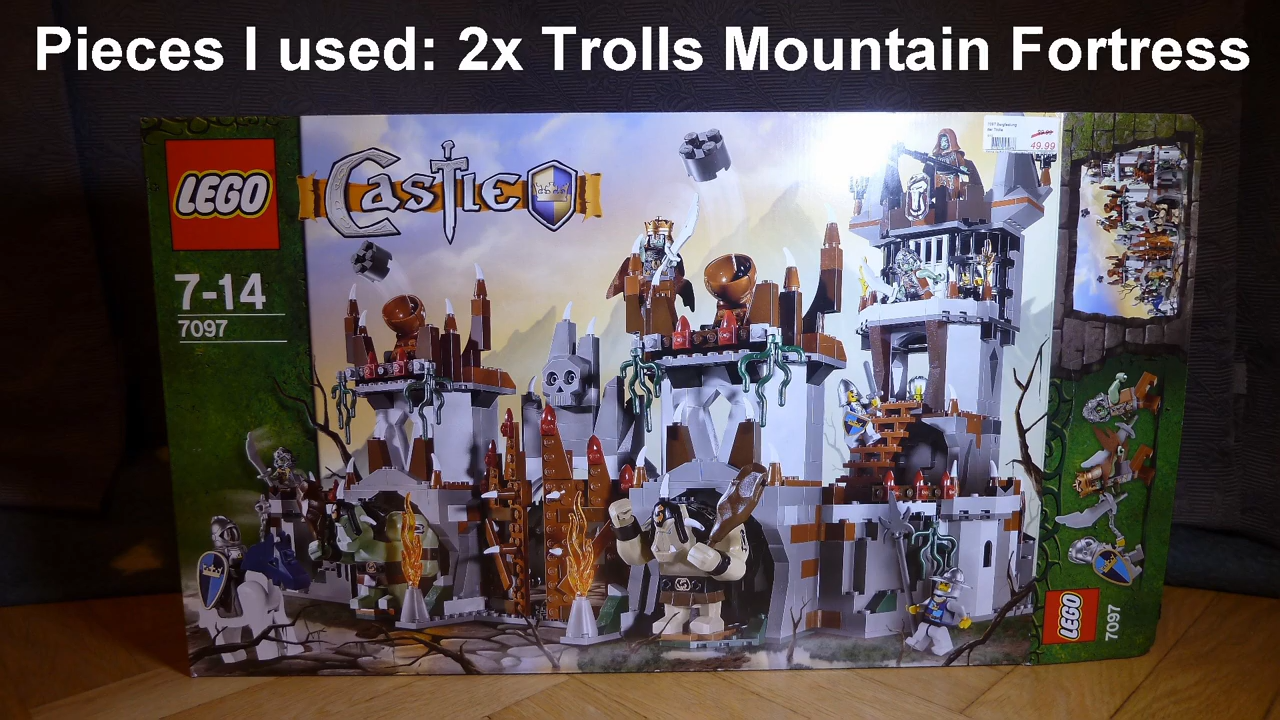 Pieces I used: 2x Trolls Mountain Fortress
LEGO
Castle
7-14
7097
49.99
LEGO
7097